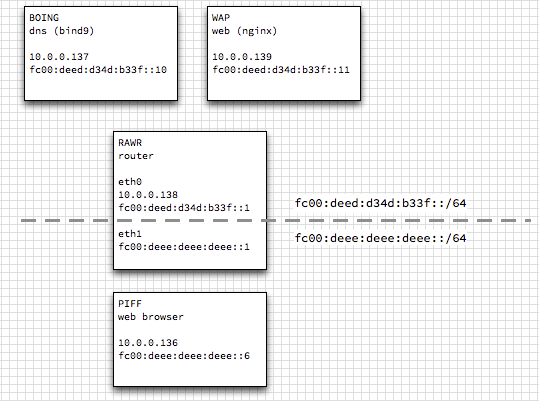 BOING
dns (bind9)
10.0.0.137
fc00:deed:d34d:b33f::10
WAP
web (nginx)
10.0.0.139
fc00:deed:d34d:b33f::11
RAWR
router
eth0
10.0.0.138
fc00:deed:d34d:b33f::1
fc00:deed:d34d:b33f::/64
eth1
fc00:deee:deee:deee::1
fc00:deee:deee:deee::/64
PIFF
web browser
10.0.0.136
fc00:deee:deee:deee::6